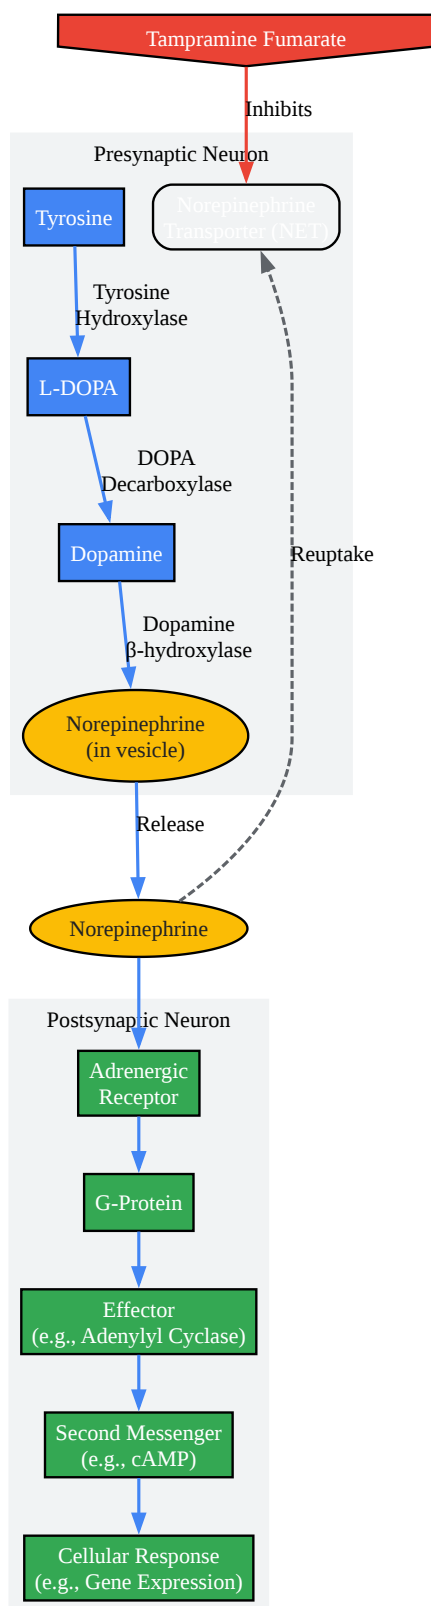 Tampramine Fumarate
Inhibits
Presynaptic Neuron
Tyrosine
Norepinephrine
Transporter (NET)
Tyrosine
Hydroxylase
L-DOPA
DOPA
Decarboxylase
Dopamine
Reuptake
Dopamine
β-hydroxylase
Norepinephrine
(in vesicle)
Release
Norepinephrine
Postsynaptic Neuron
Adrenergic
Receptor
G-Protein
Effector
(e.g., Adenylyl Cyclase)
Second Messenger
(e.g., cAMP)
Cellular Response
(e.g., Gene Expression)